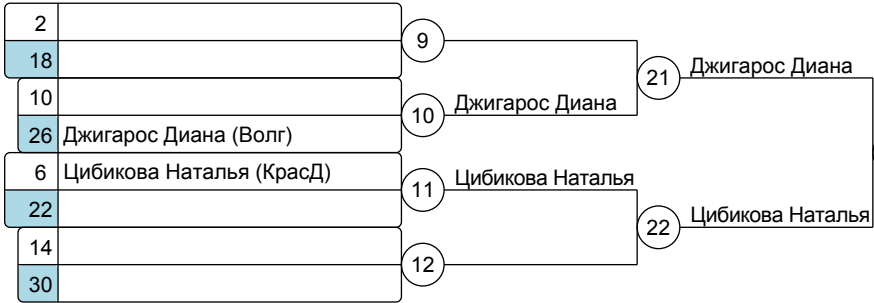 2
18
9
10
26 Джигарос Диана (Волг)
10 Джигарос Диана
21 Джигарос Диана
6 Цибикова Наталья (КрасД)
22
11 Цибикова Наталья
14
30
12
22 Цибикова Наталья